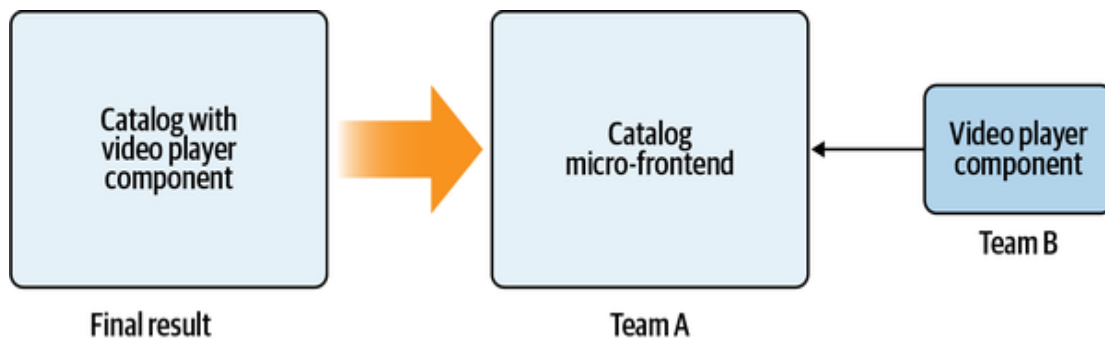 Catalog with
video player
component
Catalog
micro-frontend
Video player
component
Team B
Final result
Team A